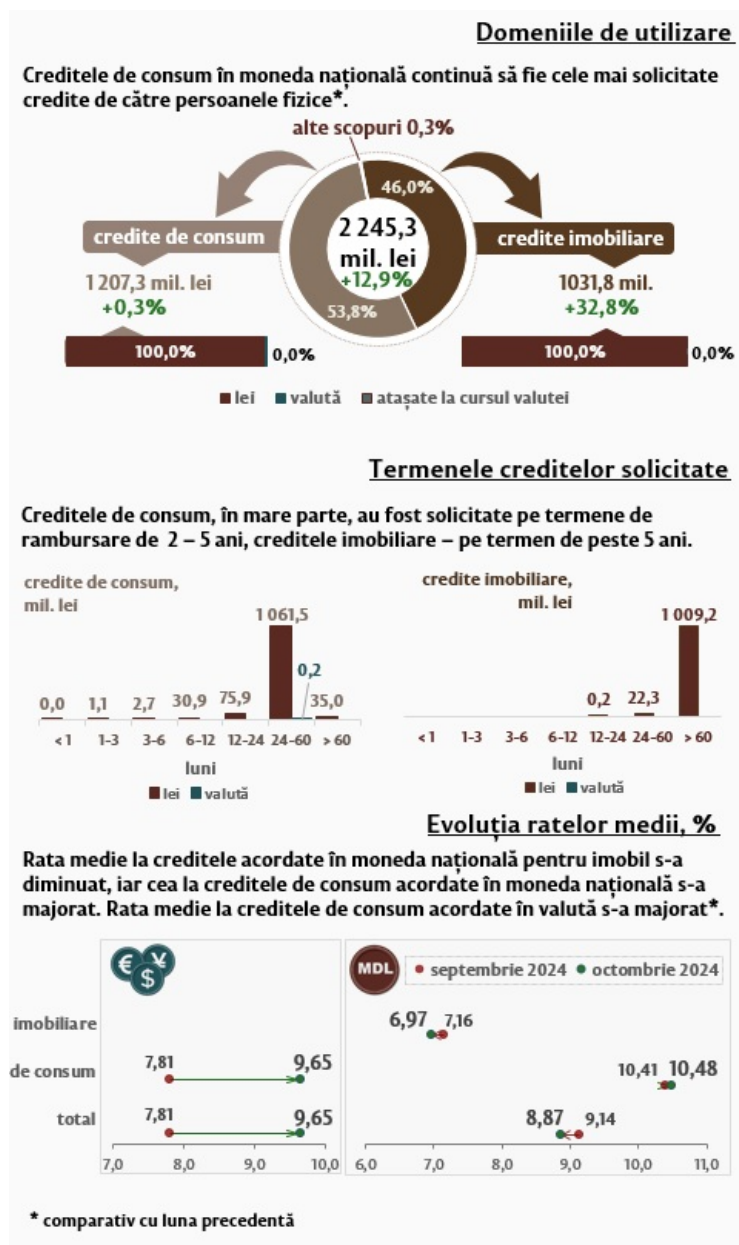 Domeniile de utilizare
Creditele de consum în moneda națională continuă să fie cele mai solicitate
credite de către persoanele fizice*.
alte scopuri 0,3%
46,0%
2 245,3
mil. lei
+12,9%
53,8%
credite de consum
1 207,3 mil. lei
+0,3%
100,0%
0,0%
credite imobiliare
1031,8 mil.
+32,8%
100,0%
0,0%
lei valută atașate la cursul valutei
Termenele creditelor solicitate
Creditele de consum, în mare parte, au fost solicitate pe termene de
rambursare de 2 – 5 ani, creditele imobiliare – pe termen de peste 5 ani.
credite de consum,
mil. lei
1 061,5
0,2
0,0 1,1 2,7 30,9 75,9 35,0
< 1 1-3 3-6 6-12 12-24 24-60 > 60
luni
lei valută
credite imobiliare,
mil. lei
1 009,2
0,2 22,3
< 1 1-3 3-6 6-12 12-24 24-60 > 60
luni
lei valută
Evoluția ratelor medii, %
Rata medie la creditele acordate în moneda națională pentru imobil s-a
diminuat, iar cea la creditele de consum acordate în moneda națională s-a
majorat. Rata medie la creditele de consum acordate în valută s-a majorat*.
€ ¥ $
MDL septembrie 2024 octombrie 2024
imobiliare
6,97 7,16
de consum
7,81 9,65
10,41 10,48
total
7,81 9,65
8,87 9,14
7,0 8,0 9,0 10,0
6,0 7,0 8,0 9,0 10,0 11,0
* comparativ cu luna precedentă